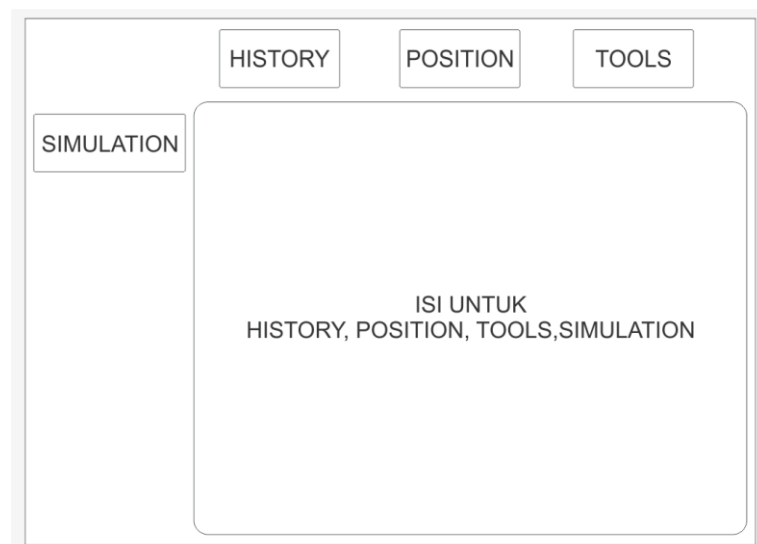 HISTORY
POSITION
TOOLS
SIMULATION
ISI UNTUK
HISTORY, POSITION, TOOLS,SIMULATION